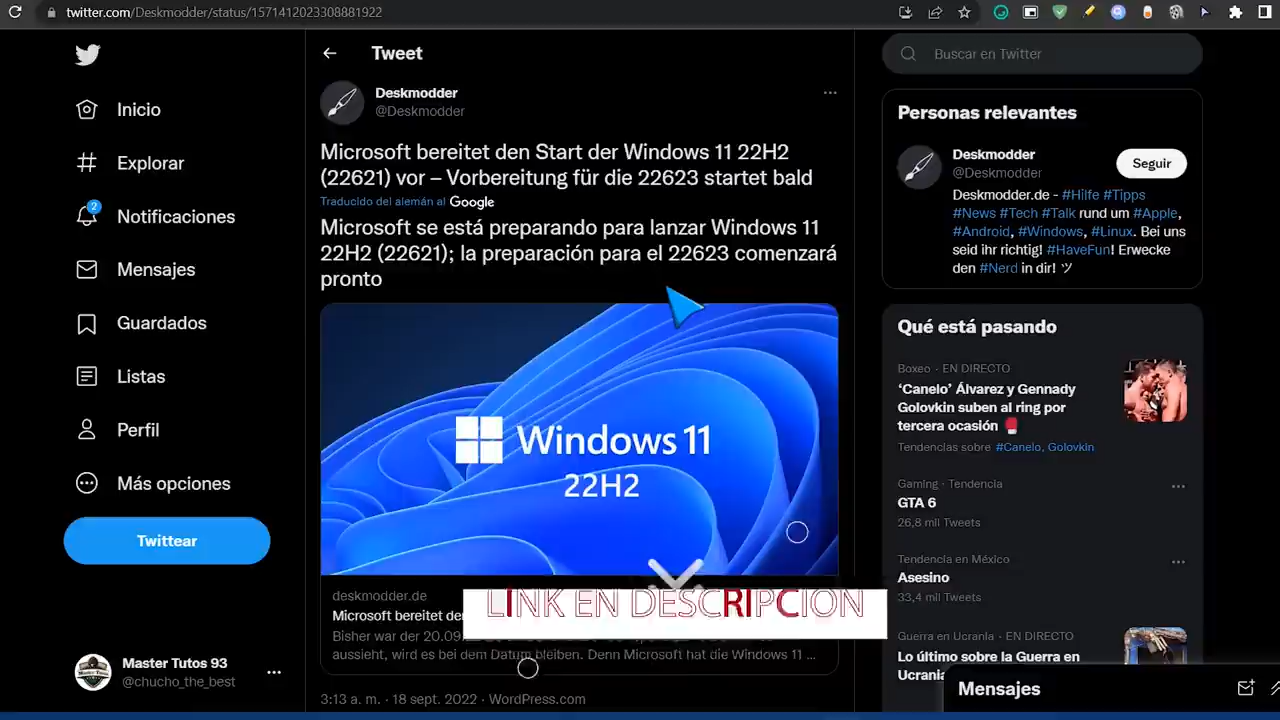 twitter.com/Deskmodder/status/1571412023308881922
Inicio
Explorar
2
Notificaciones
Mensajes
Guardados
Listas
Perfil
Más opciones
Twittear
Master Tutos 93
@chucho_the_best
Tweet
Deskmodder
@Deskmodder
Microsoft bereitet den Start der Windows 11 22H2
(22621) vor – Vorbereitung für die 22623 startet bald
Traducido del alemán al Google
Microsoft se está preparando para lanzar Windows 11
22H2 (22621); la preparación para el 22623 comenzará
pronto
Windows 11
22H2
deskmodder.de
Microsoft bereitet de
LINK EN DESCRIPCION
Bisher war der 20.09.
aussieht, wird es bei dem Datum bleiben. Denn Microsoft hat die Windows 11 ...
3:13 a. m. · 18 sept. 2022 · WordPress.com
Buscar en Twitter
Personas relevantes
Deskmodder
@Deskmodder
Seguir
Deskmodder.de - #Hilfe #Tipps
#News #Tech #Talk rund um #Apple,
#Android, #Windows, #Linux. Bei uns
seid ihr richtig! #HaveFun! Erwecke
den #Nerd in dir! ツ
Qué está pasando
Boxeo · EN DIRECTO
‘Canelo’ Álvarez y Gennady
Golovkin suben al ring por
tercera ocasión
Tendencias sobre #Canelo, Golovkin
Gaming · Tendencia
GTA 6
26,8 mil Tweets
Tendencia en México
Asesino
33,4 mil Tweets
Guerra en Ucrania · EN DIRECTO
Lo último sobre la Guerra en
Ucrania
Mensajes